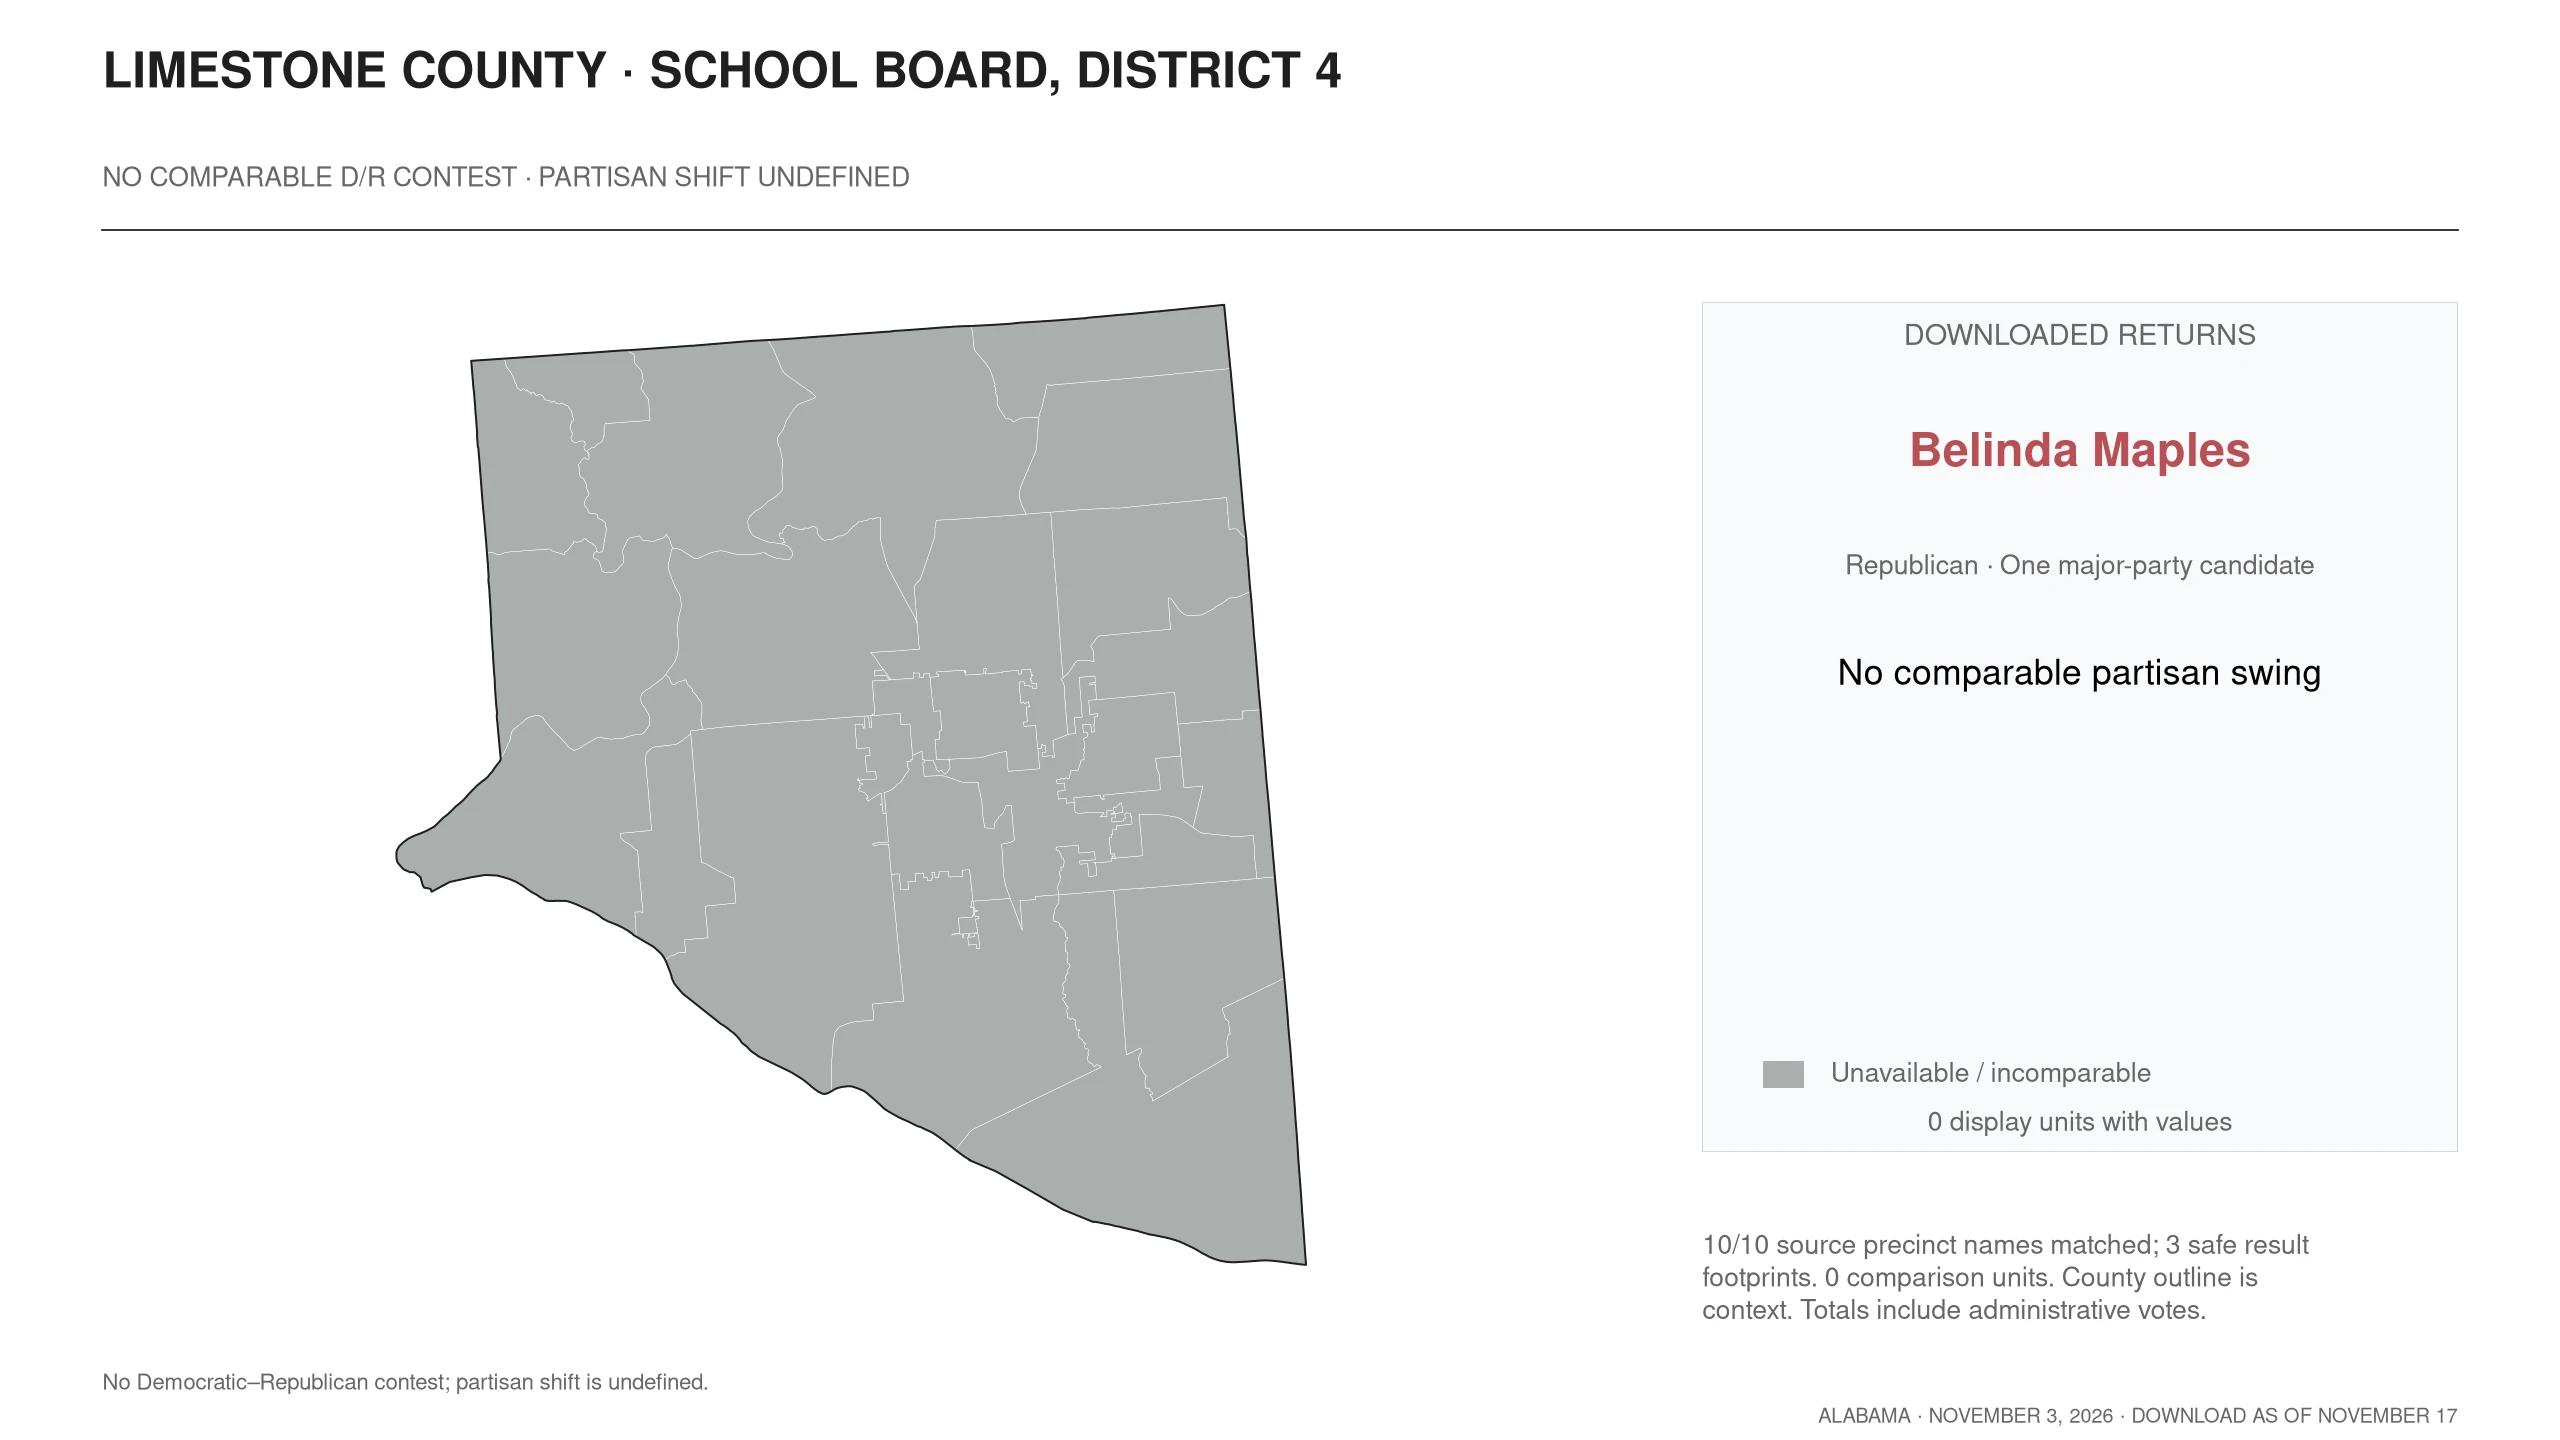 LIMESTONE COUNTY · SCHOOL BOARD, DISTRICT 4
NO COMPARABLE D/R CONTEST · PARTISAN SHIFT UNDEFINED
DOWNLOADED RETURNS
Belinda Maples
Republican · One major-party candidate
No comparable partisan swing
Unavailable / incomparable
0 display units with values
10/10 source precinct names matched; 3 safe result
footprints. 0 comparison units. County outline is
context. Totals include administrative votes.
No Democratic–Republican contest; partisan shift is undefined.
ALABAMA · NOVEMBER 3, 2026 · DOWNLOAD AS OF NOVEMBER 17